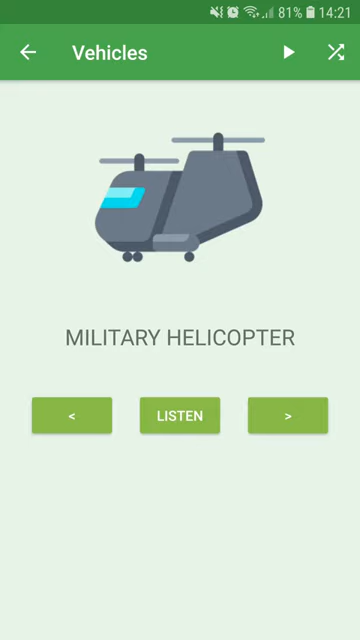 81% 14:21
Vehicles
MILITARY HELICOPTER
< LISTEN >